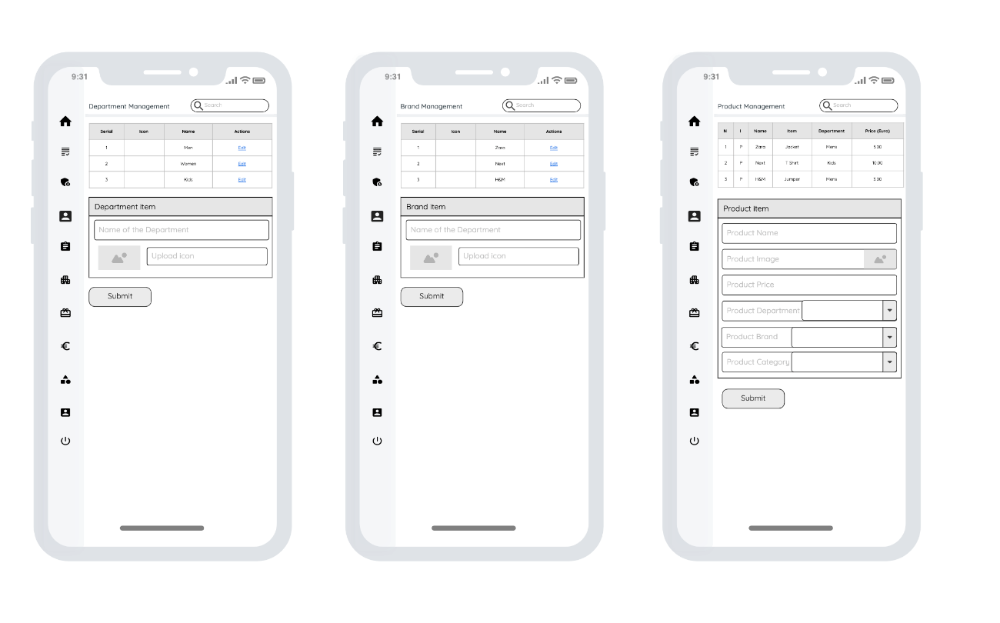 9:31
Department Management
Search
Serial Icon Name Actions
1 Men Edit
2 Women Edit
3 Kids Edit
Department item
Name of the Department
Upload icon
Submit
9:31
Brand Management
Search
Serial Icon Name Actions
1 Zara Edit
2 Next Edit
3 H&M Edit
Brand item
Name of the Department
Upload icon
Submit
9:31
Product Management
Search
N I Name Item Department Price (Euro)
1 P Zara Jacket Mens 5.00
2 P Next T Shirt Kids 10.00
3 P H&M Jumper Mens 3.00
Product item
Product Name
Product Image
Product Price
Product Department
Product Brand
Product Category
Submit